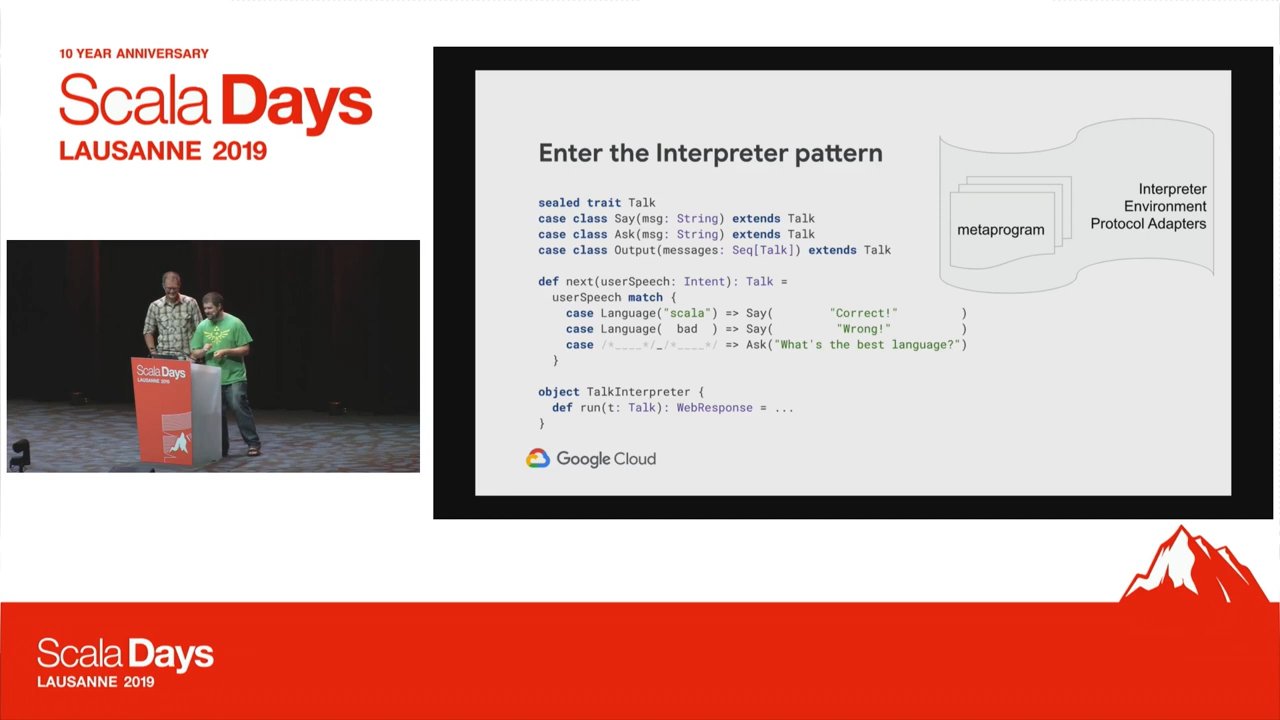 10 YEAR ANNIVERSARY
Scala Days
LAUSANNE 2019
Enter the Interpreter pattern
sealed trait Talk
case class Say(msg: String) extends Talk
case class Ask(msg: String) extends Talk
case class Output(messages: Seq[Talk]) extends Talk
def next(userSpeech: Intent): Talk =
userSpeech match {
case Language("scala") => Say( "Correct!" )
case Language( bad ) => Say( "Wrong!" )
case /*____*/_/*____*/ => Ask("What's the best language?")
}
object TalkInterpreter {
def run(t: Talk): WebResponse = ...
}
Google Cloud
metaprogram
Interpreter
Environment
Protocol Adapters
ScalaDays
LAUSANNE 2019
Scala Days
LAUSANNE 2019